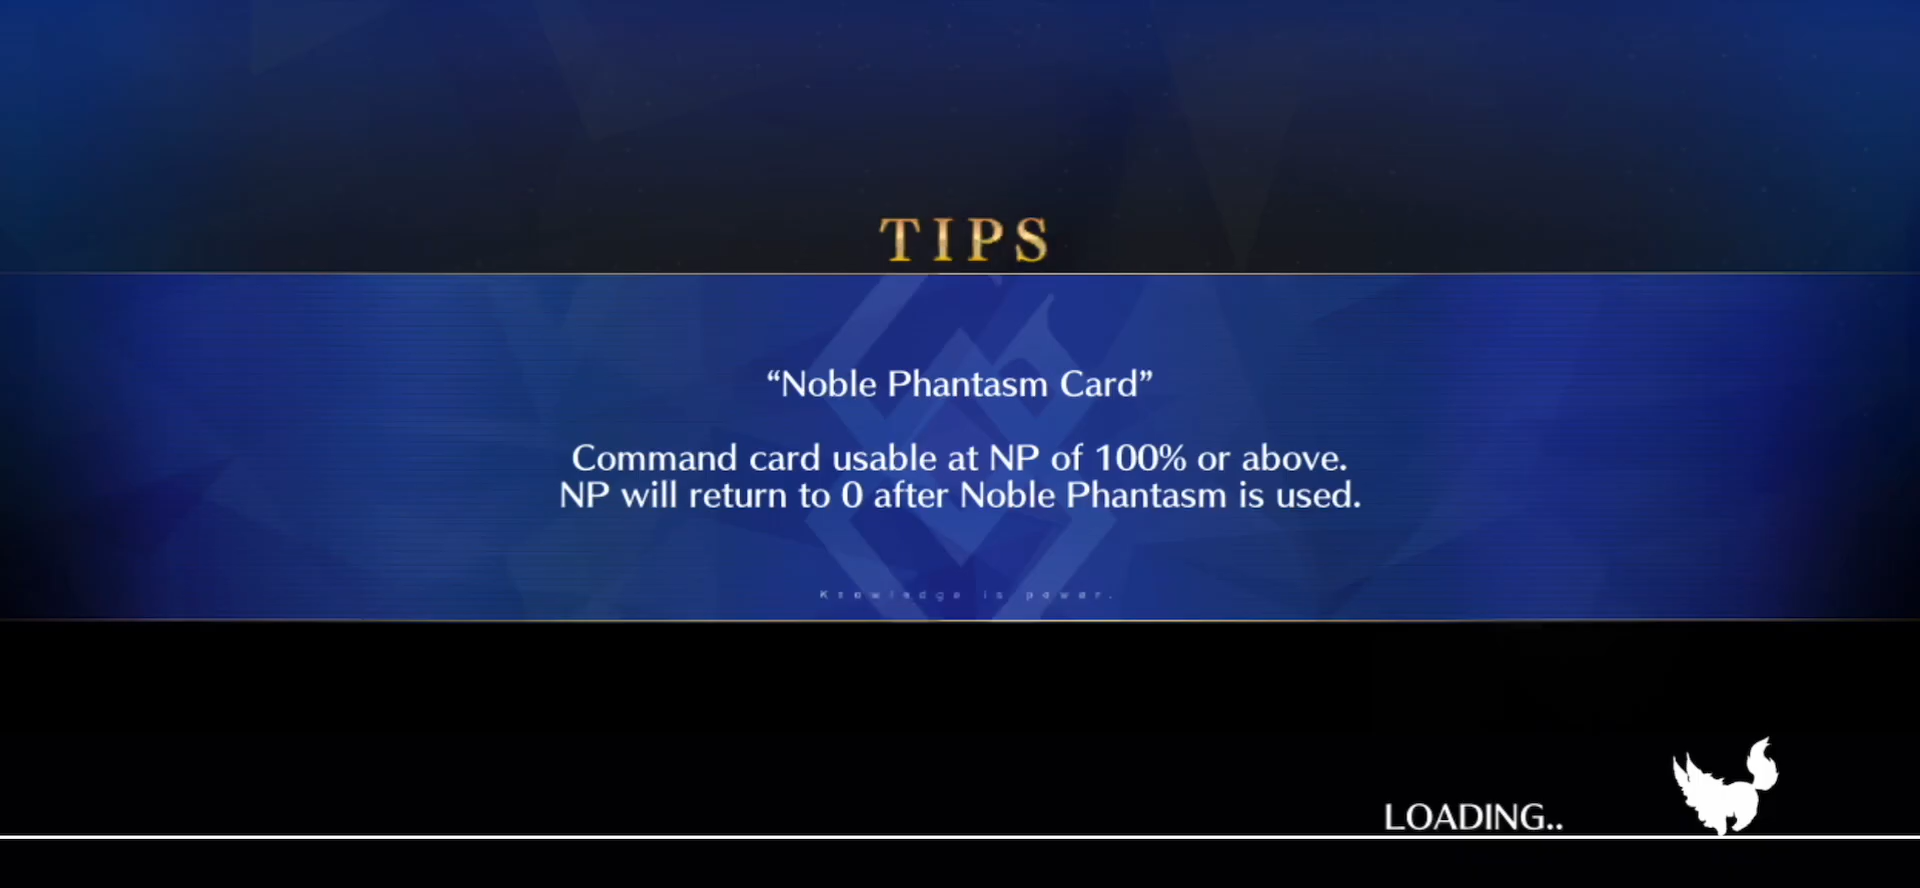 TIPS
“Noble Phantasm Card”
Command card usable at NP of 100% or above.
NP will return to 0 after Noble Phantasm is used.
Knowledge is power.
LOADING..